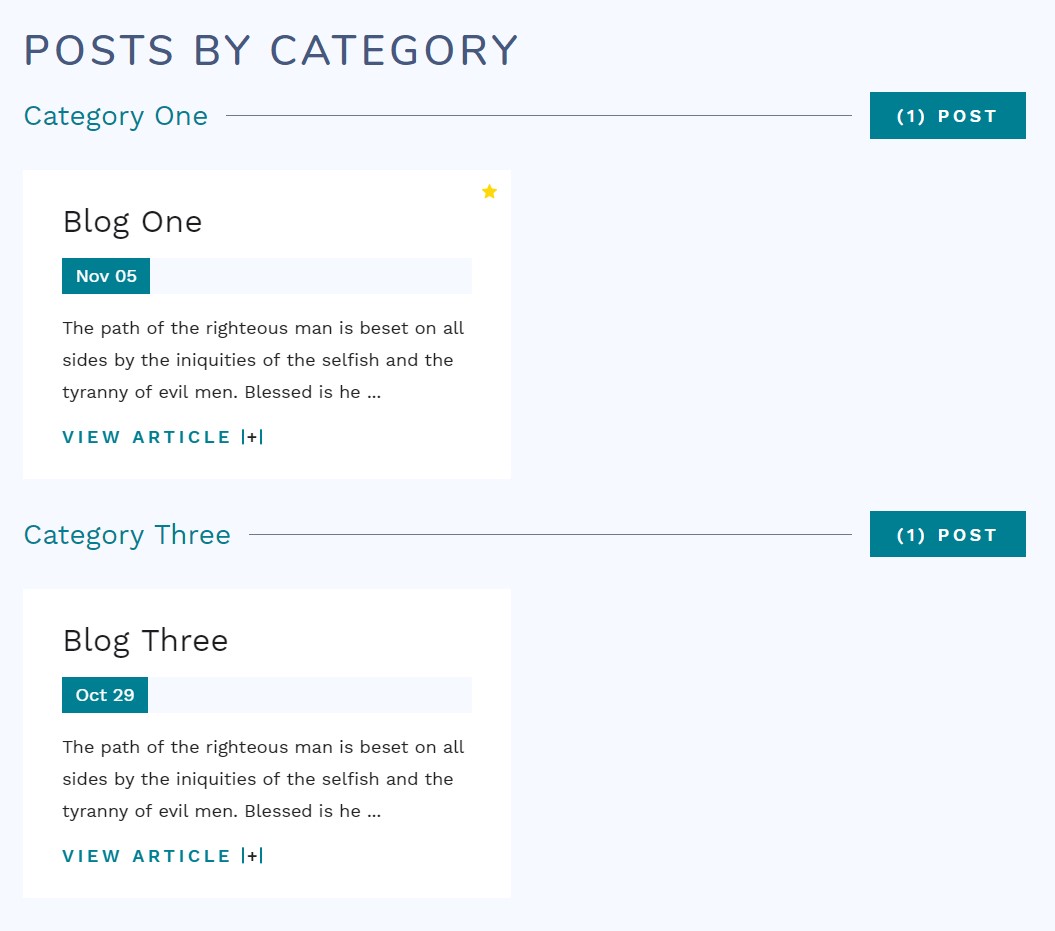 POSTS BY CATEGORY
Category One
(1) POST
Blog One
Nov 05
The path of the righteous man is beset on all
sides by the iniquities of the selfish and the
tyranny of evil men. Blessed is he ...
VIEW ARTICLE |+|
Category Three
(1) POST
Blog Three
Oct 29
The path of the righteous man is beset on all
sides by the iniquities of the selfish and the
tyranny of evil men. Blessed is he ...
VIEW ARTICLE |+|